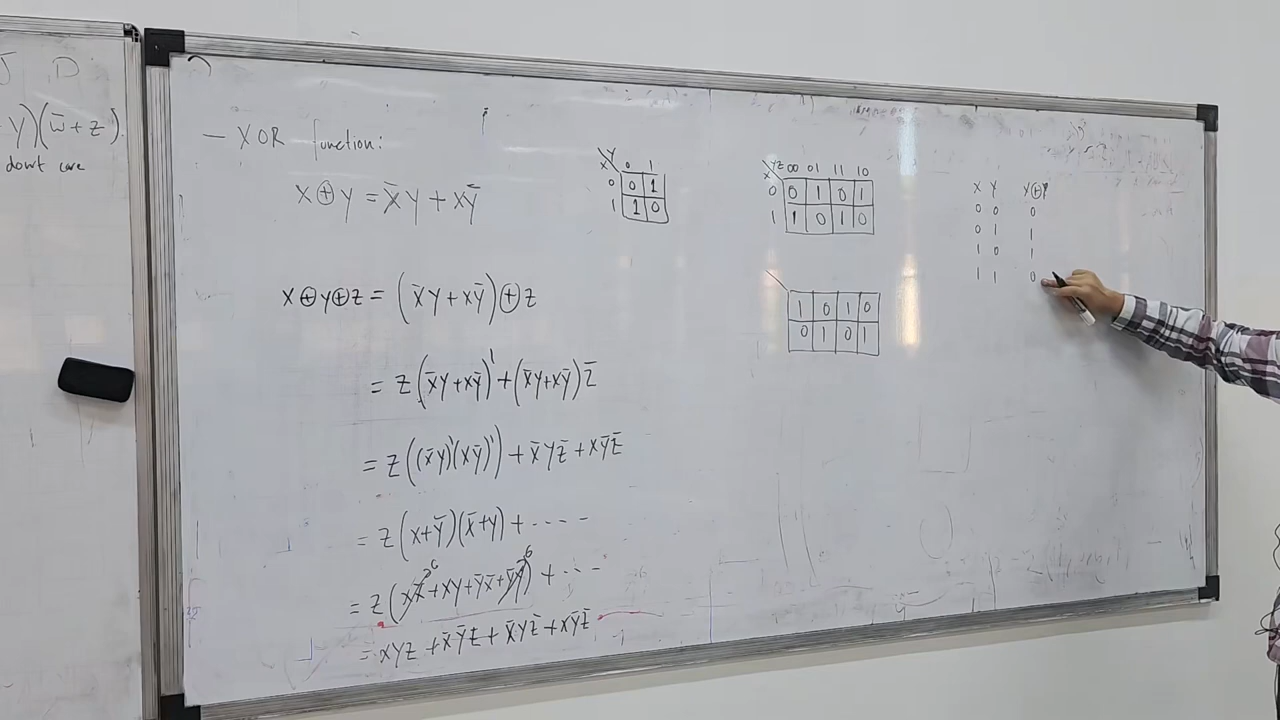 J D
y)(w̄+z).
don't care
— XOR function:
X⊕y = X̄y + xȳ
x⊕y⊕z = (x̄y+xȳ)⊕z
= z(x̄y+xȳ)' + (x̄y+xȳ)z̄
= z((x̄y)'(xȳ)') + x̄yz̄ + xȳz̄
= z(x+ȳ)(x̄+y) + ----
= z(xx̄+xy+ȳx̄+ȳy) + ...
= xyz + x̄ȳz + x̄yz̄ + xȳz̄
X Y 0 1
0 0 1
1 1 0
X YZ 00 01 11 10
0 0 1 0 1
1 1 0 1 0
1 0 1 0
0 1 0 1
X Y X⊕Y
0 0 0
0 1 1
1 0 1
1 1 0